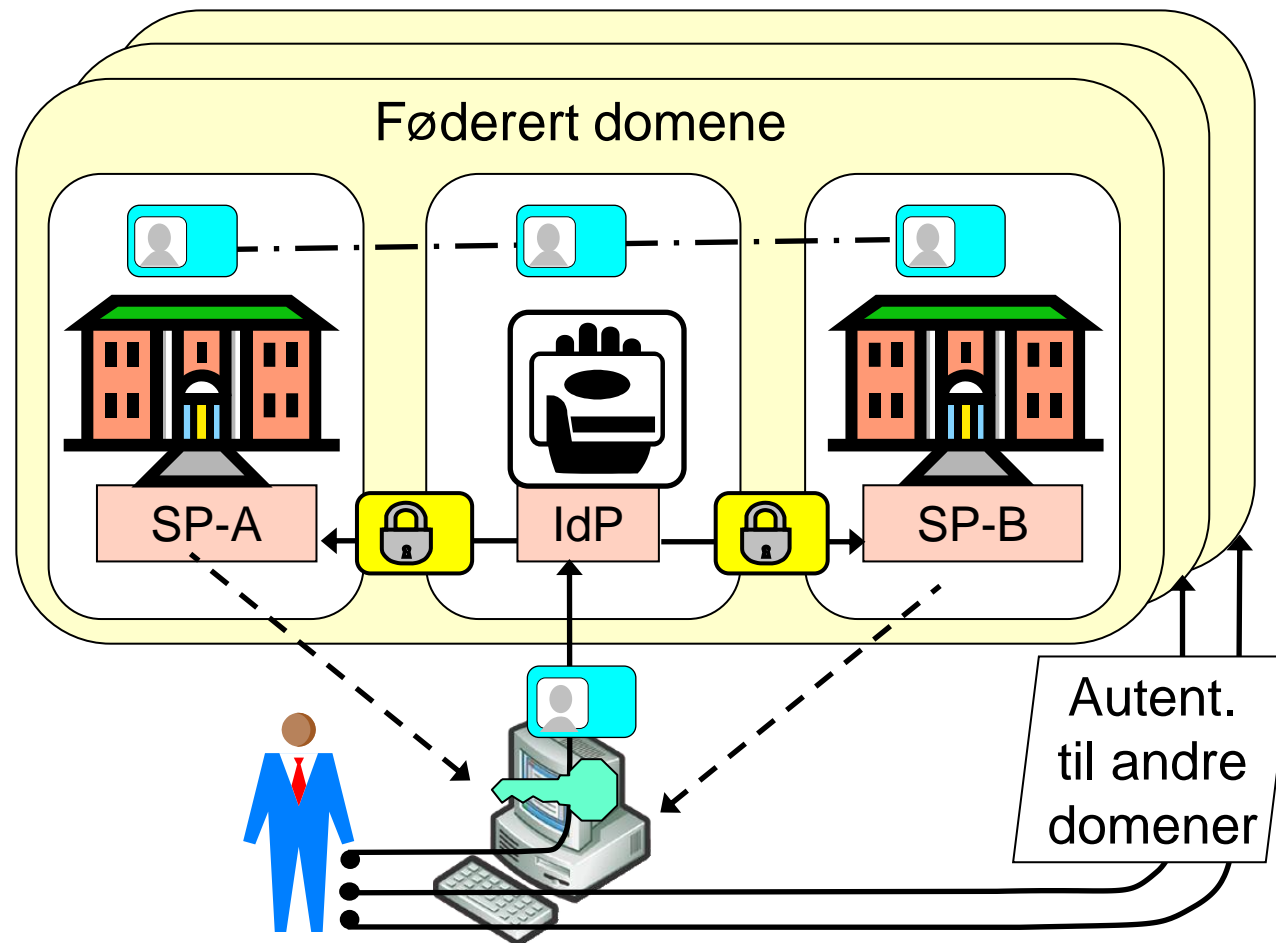 Føderert domene
SP-A
IdP
SP-B
Autent.
til andre
domener